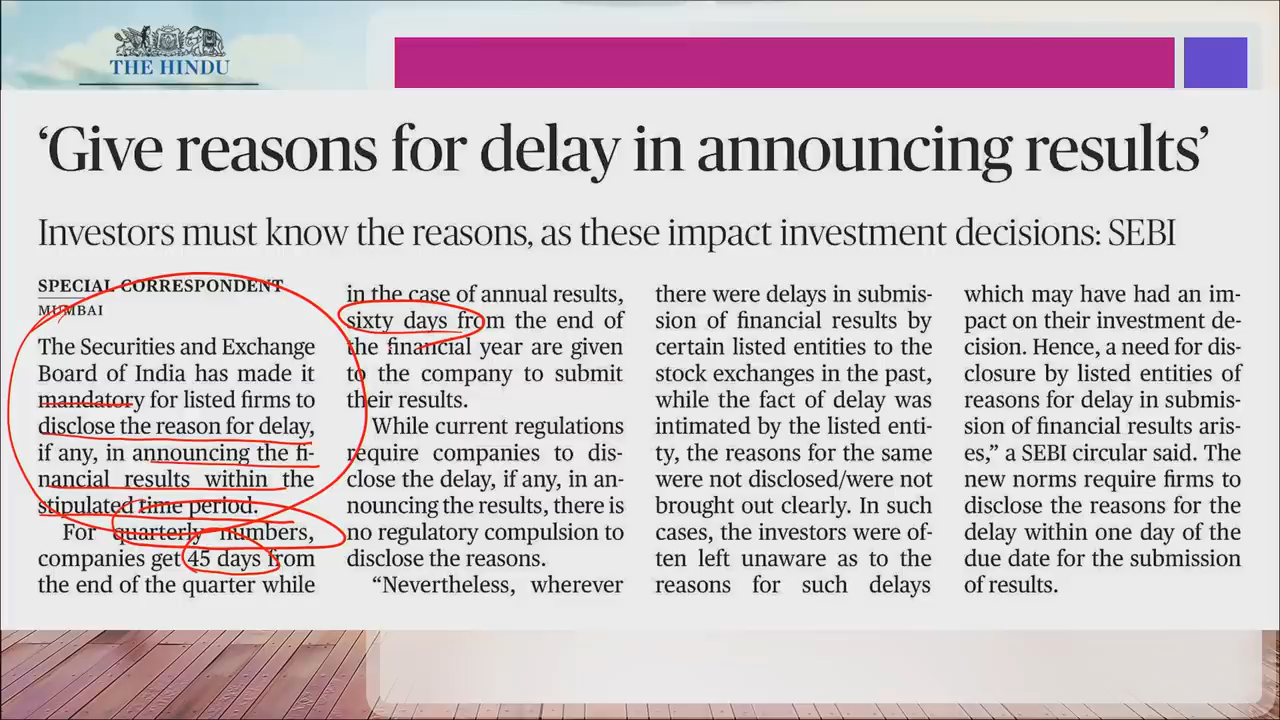 THE HINDU
‘Give reasons for delay in announcing results’
Investors must know the reasons, as these impact investment decisions: SEBI
SPECIAL CORRESPONDENT
MUMBAI
The Securities and Exchange
Board of India has made it
mandatory for listed firms to
disclose the reason for delay,
if any, in announcing the fi-
nancial results within the
stipulated time period.
For quarterly numbers,
companies get 45 days from
the end of the quarter while
in the case of annual results,
sixty days from the end of
the financial year are given
to the company to submit
their results.
While current regulations
require companies to dis-
close the delay, if any, in an-
nouncing the results, there is
no regulatory compulsion to
disclose the reasons.
“Nevertheless, wherever
there were delays in submis-
sion of financial results by
certain listed entities to the
stock exchanges in the past,
while the fact of delay was
intimated by the listed enti-
ty, the reasons for the same
were not disclosed/were not
brought out clearly. In such
cases, the investors were of-
ten left unaware as to the
reasons for such delays
which may have had an im-
pact on their investment de-
cision. Hence, a need for dis-
closure by listed entities of
reasons for delay in submis-
sion of financial results aris-
es,” a SEBI circular said. The
new norms require firms to
disclose the reasons for the
delay within one day of the
due date for the submission
of results.